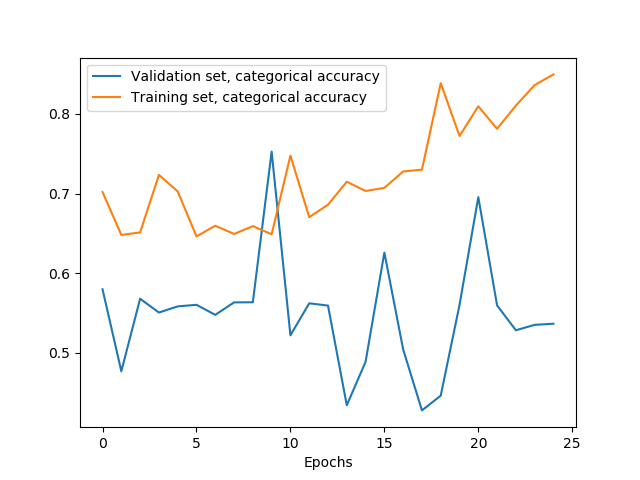 Validation set, categorical accuracy
Training set, categorical accuracy
0.8
0.7
0.6
0.5
0 5 10 15 20 25
Epochs